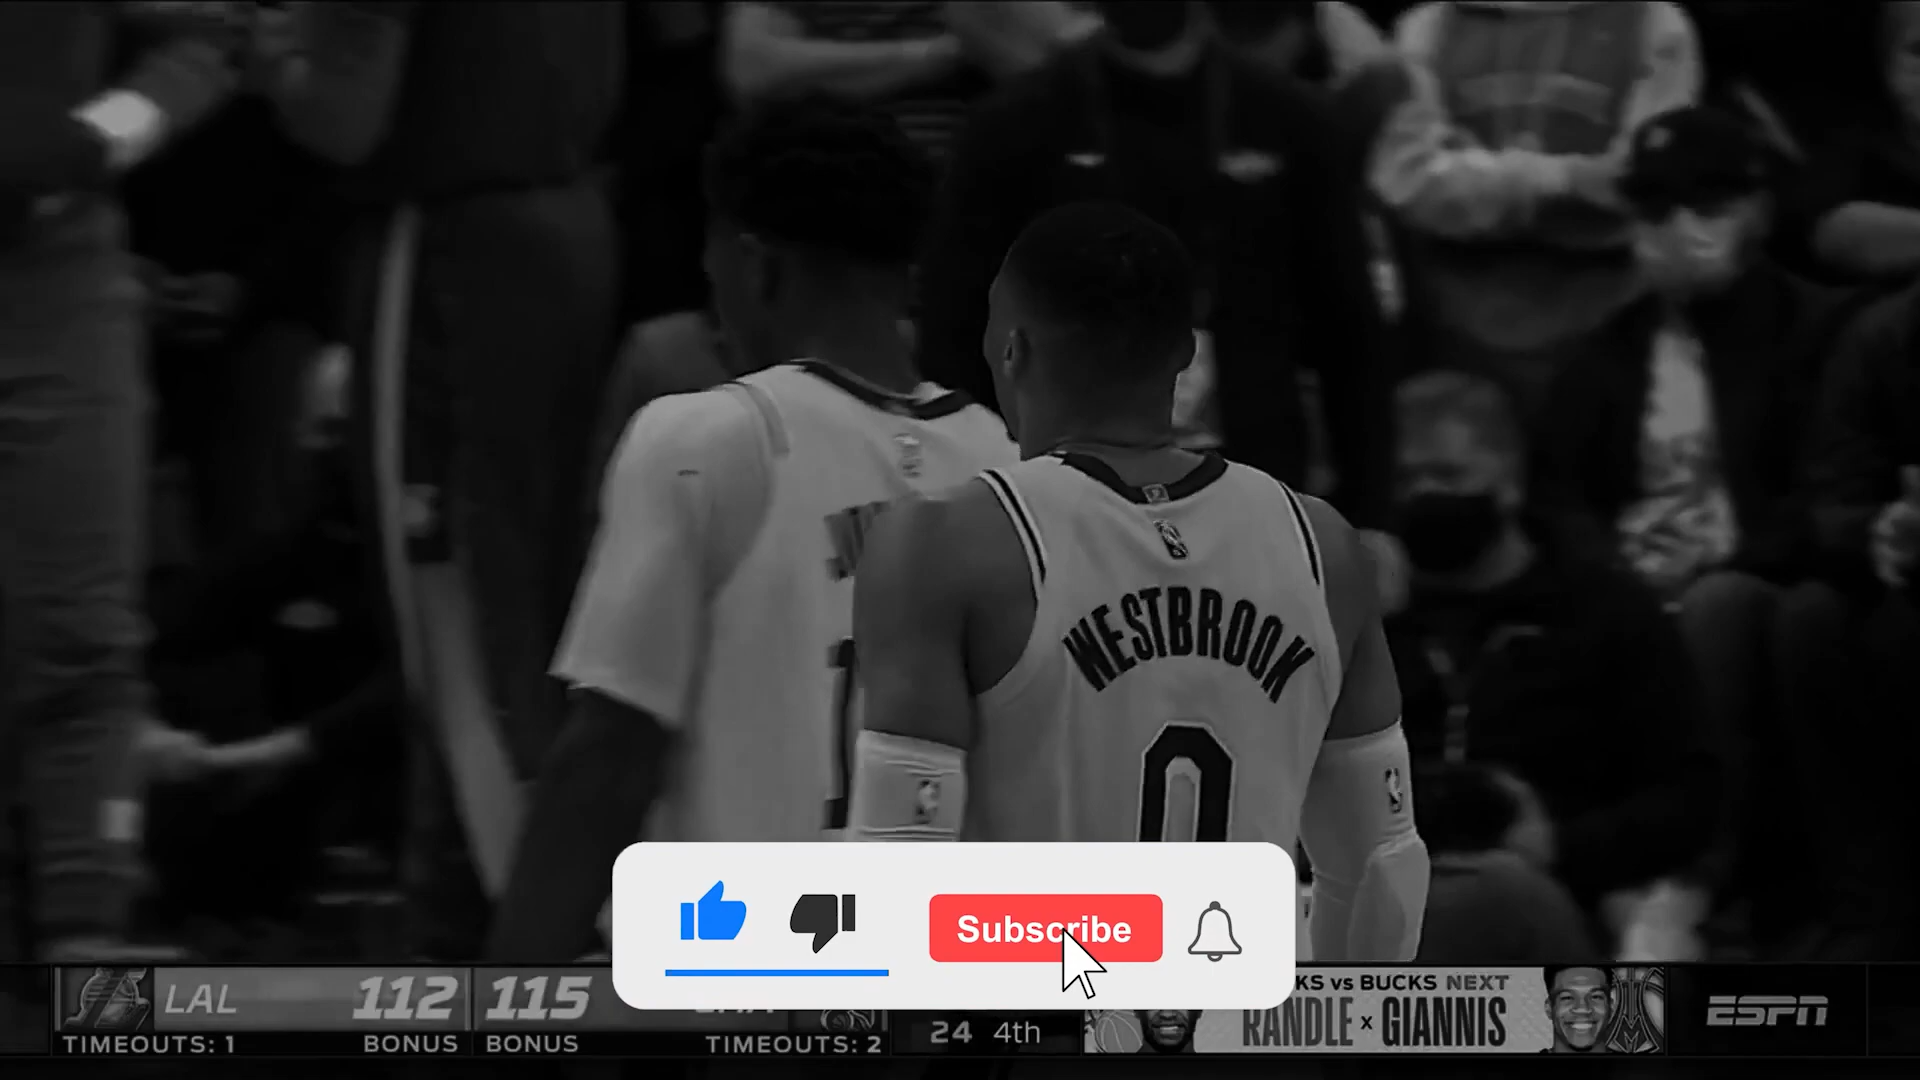 WESTBROOK
0
Subscribe
LAL 112 115
TIMEOUTS: 1 BONUS BONUS TIMEOUTS: 2
24 4th
KS vs BUCKS NEXT
RANDLE x GIANNIS
ESPN